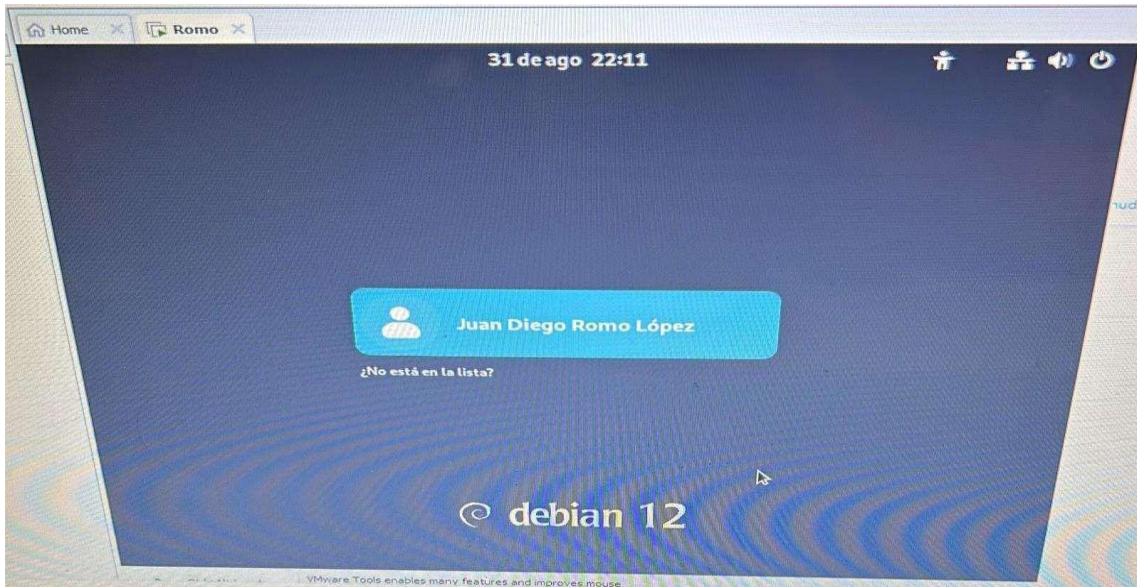 Home
Romo
31 de ago 22:11
Juan Diego Romo López
¿No está en la lista?
debian 12
VMware Tools enables many features and improves mouse